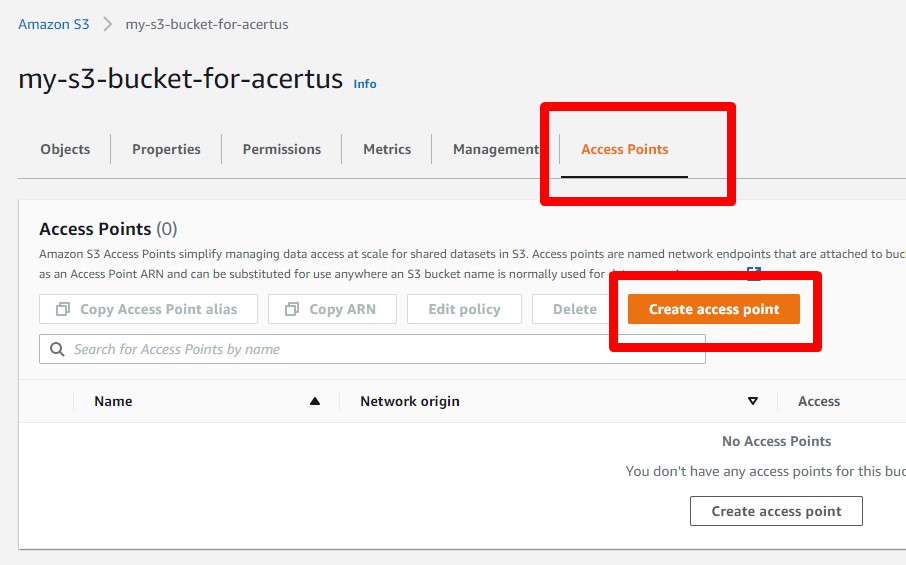 Amazon S3 > my-s3-bucket-for-acertus
my-s3-bucket-for-acertus Info
Objects Properties Permissions Metrics Management Access Points
Access Points (0)
Amazon S3 Access Points simplify managing data access at scale for shared datasets in S3. Access points are named network endpoints that are attached to
as an Access Point ARN and can be substituted for use anywhere an S3 bucket name is normally used for
Copy Access Point alias Copy ARN Edit policy Delete Create access point
Search for Access Points by name
Name Network origin Access
No Access Points
You don't have any access points for this
Create access point